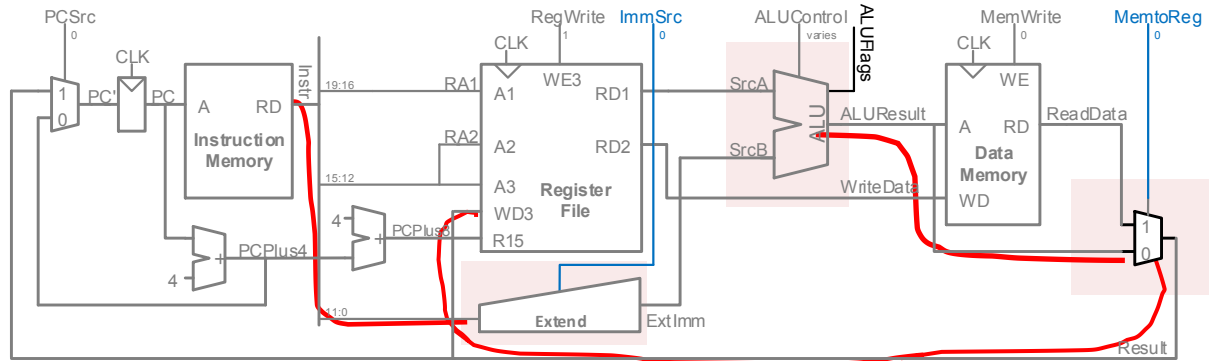 PCSrc
0
RegWrite
1
ImmSrc
0
ALUControl
varies
ALUFlags
MemWrite
0
MemtoReg
0
CLK
CLK
CLK
1
0
PC'
PC
A
RD
Instruction
Memory
Instr
19:16
15:12
11:0
RA1
RA2
A1
A2
A3
WD3
R15
WE3
RD1
RD2
Register
File
SrcA
SrcB
ALU
ALUResult
WriteData
A
RD
WE
WD
Data
Memory
ReadData
1
0
4
+
PCPlus4
4
+
PCPlus8
Extend
ExtImm
Result